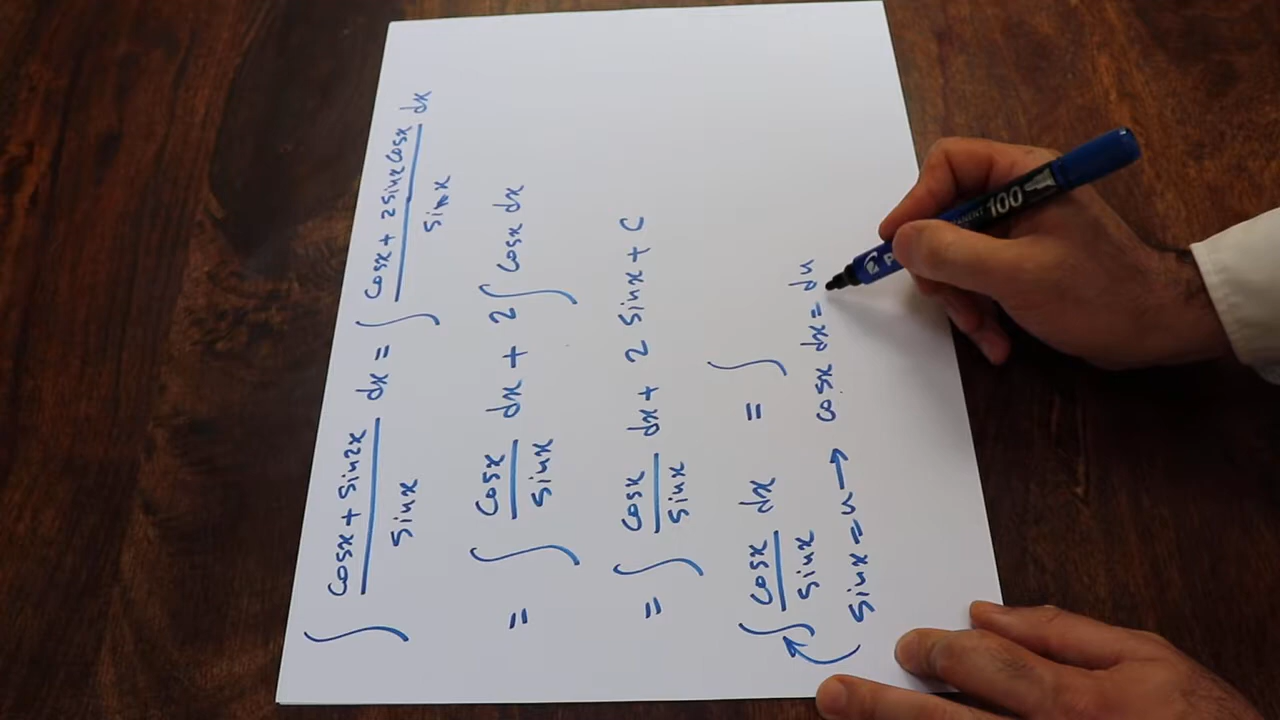 ∫ (cosx + sin2x)/sinx dx = ∫ (cosx + 2sinxcosx)/sinx dx
= ∫ cosx/sinx dx + 2∫ cosx dx
= ∫ cosx/sinx dx + 2 sinx + C
∫ cosx/sinx dx = ∫
sinx = u → cosx dx = du
100